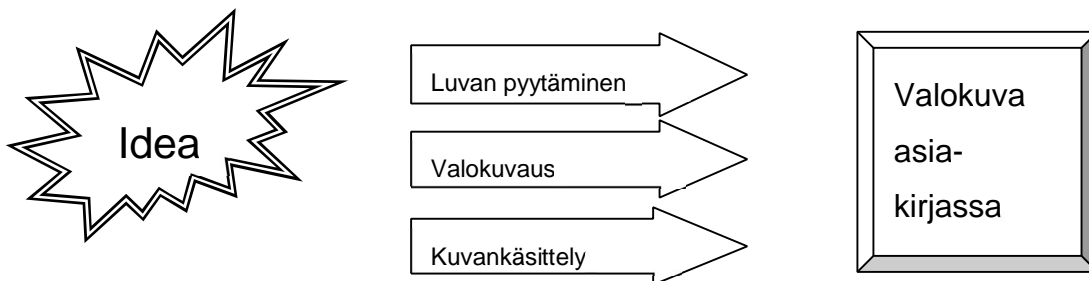 Idea
Luvan pyytäminen
Valokuvaus
Kuvankäsittely
Valokuva
asia-
kirjassa